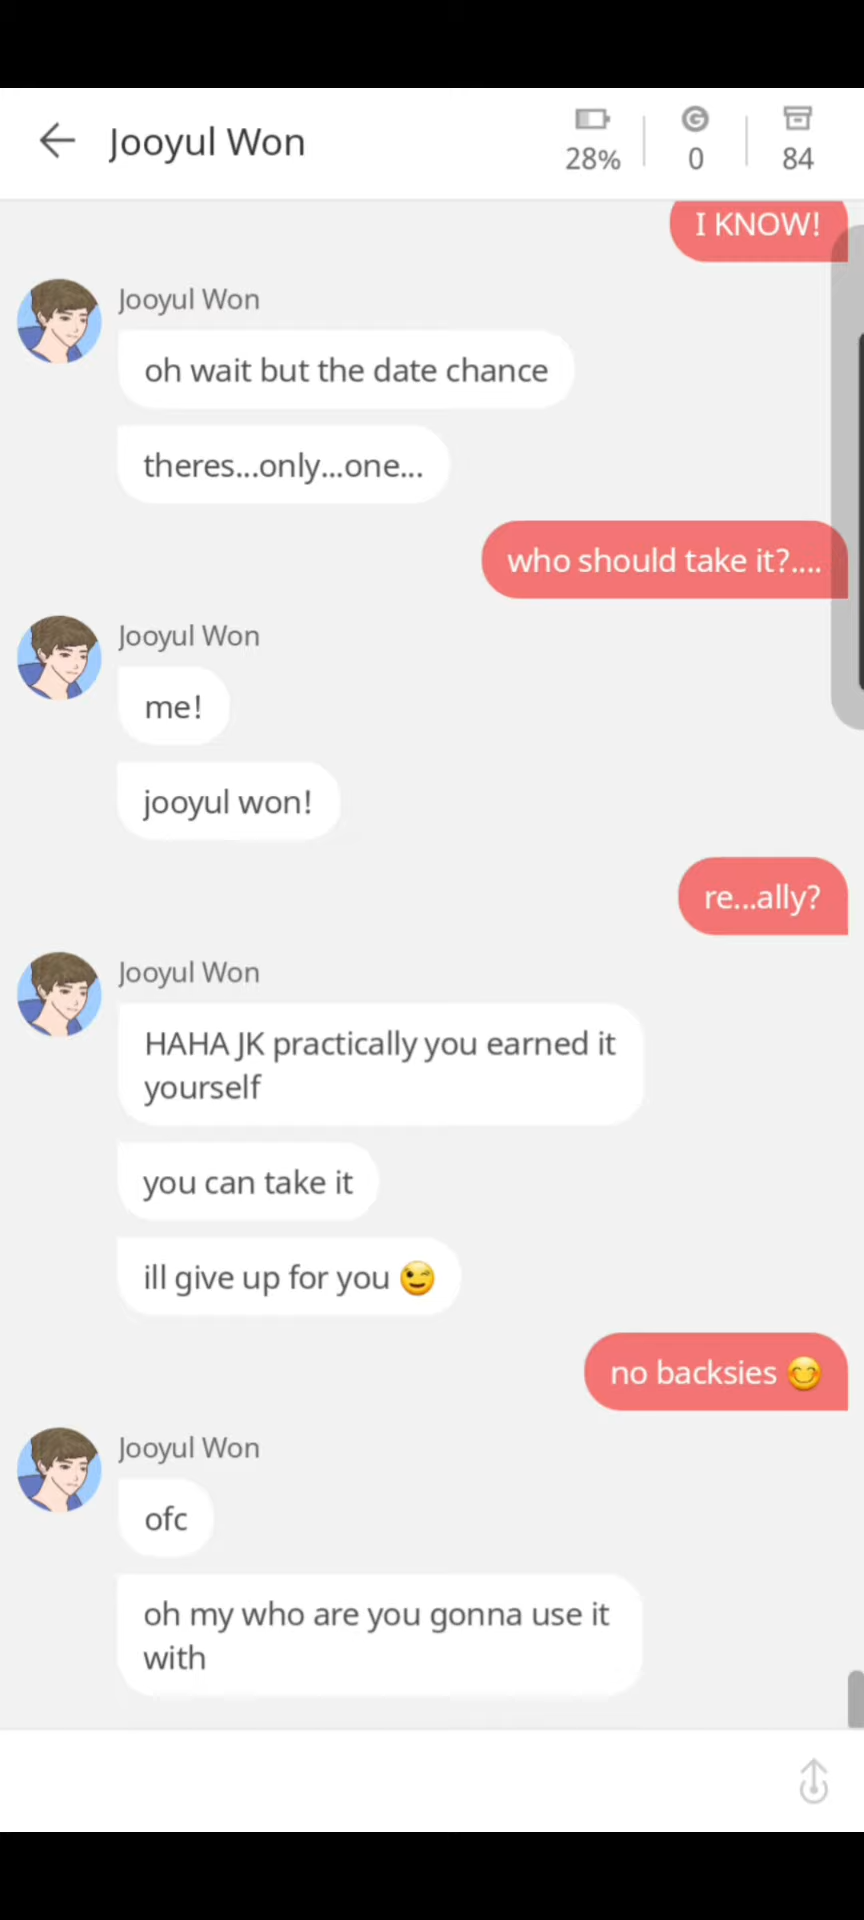 Jooyul Won
28%
0
84
I KNOW!
Jooyul Won
oh wait but the date chance
theres...only...one...
who should take it?....
Jooyul Won
me!
jooyul won!
re...ally?
Jooyul Won
HAHA JK practically you earned it
yourself
you can take it
ill give up for you 😉
no backsies 😊
Jooyul Won
ofc
oh my who are you gonna use it
with